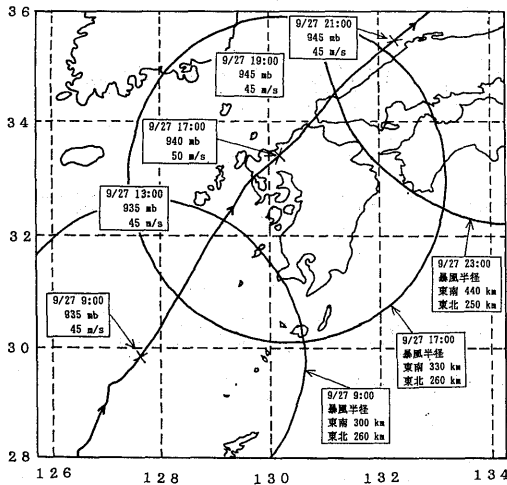 36
34
32
30
28
126
128
130
132
134
9/27 21:00
945 mb
45 m/s
9/27 19:00
945 mb
45 m/s
9/27 17:00
940 mb
50 m/s
9/27 13:00
935 mb
45 m/s
9/27 9:00
935 mb
45 m/s
9/27 23:00
暴風半径
東南 440 km
東北 250 km
9/27 17:00
暴風半径
東南 330 km
東北 260 km
9/27 9:00
暴風半径
東南 300 km
東北 260 km